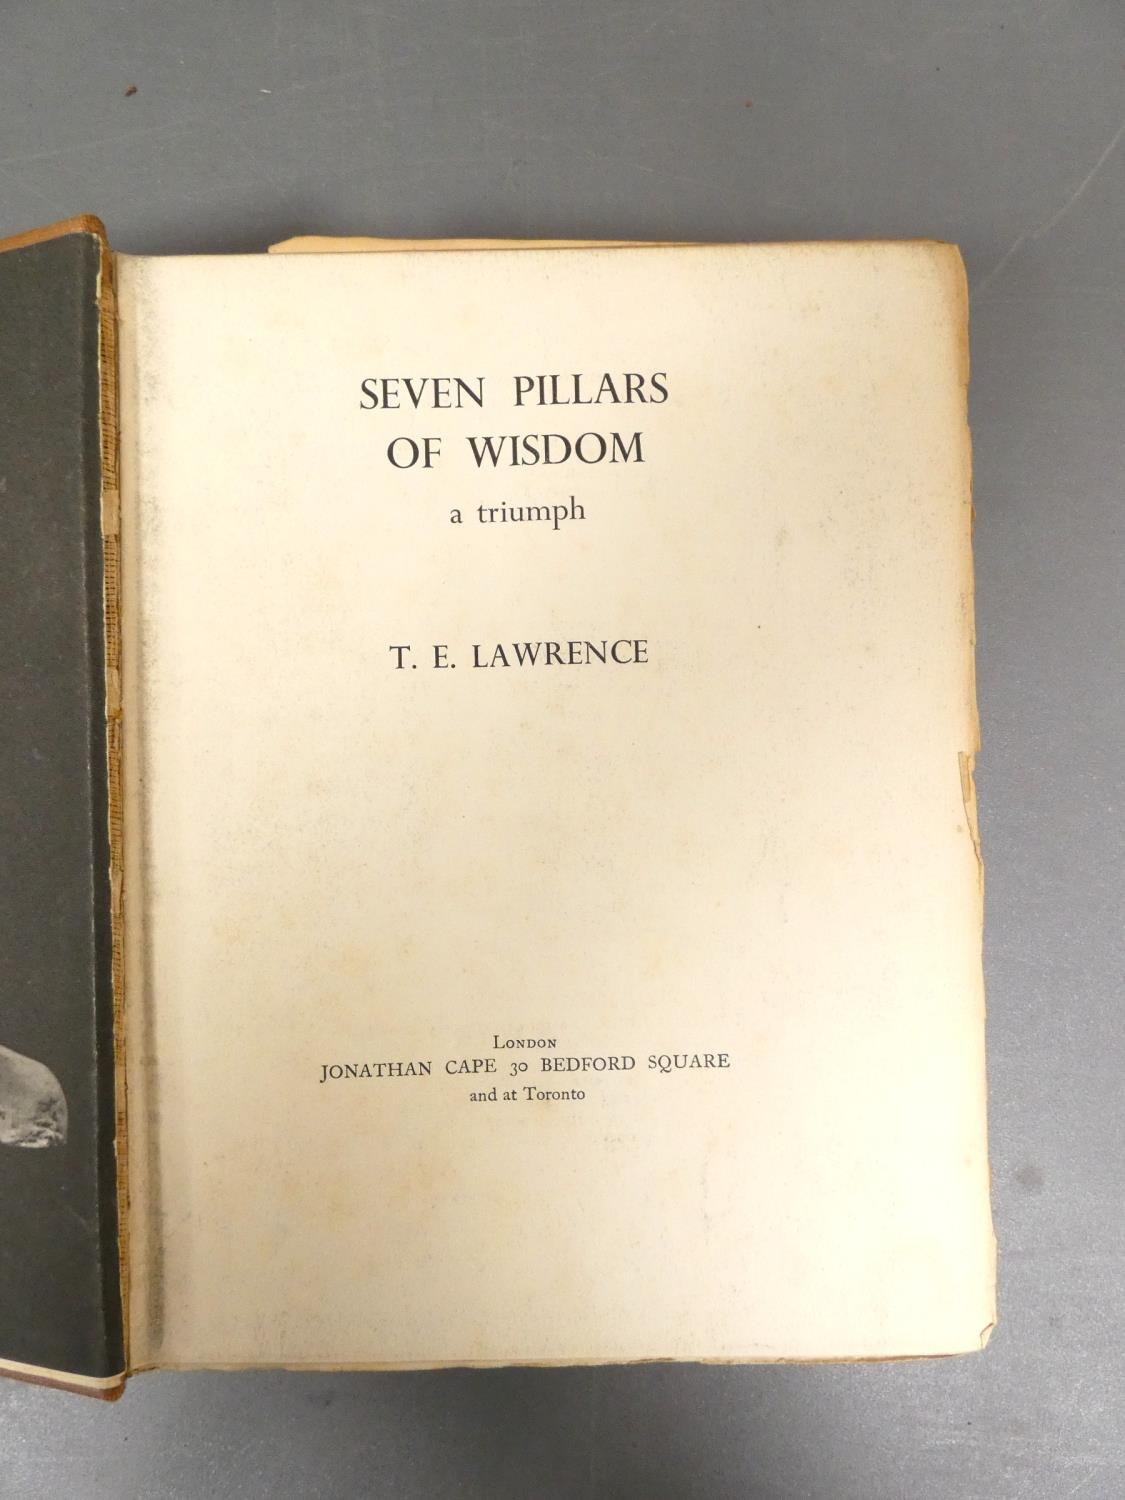 SEVEN PILLARS
OF WISDOM
a triumph
T. E. LAWRENCE
LONDON
JONATHAN CAPE 30 BEDFORD SQUARE
and at Toronto